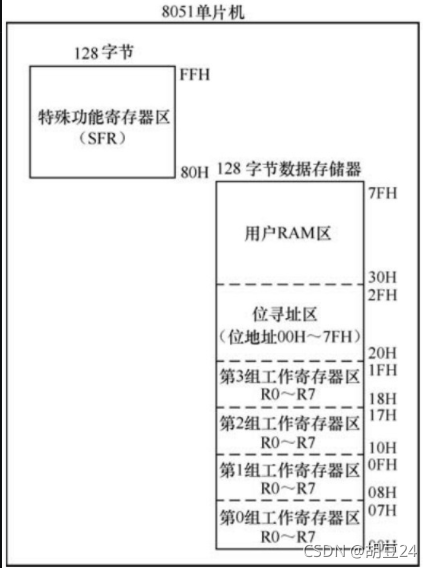 8051单片机
128字节
FFH
特殊功能寄存器区
（SFR）
80H
128字节数据存储器
7FH
用户RAM区
30H
2FH
位寻址区
（位地址00H～7FH）
20H
1FH
第3组工作寄存器区
R0～R7
18H
17H
第2组工作寄存器区
R0～R7
10H
0FH
第1组工作寄存器区
R0～R7
08H
07H
第0组工作寄存器区
R0～R7
00H
CSDN @胡豆24